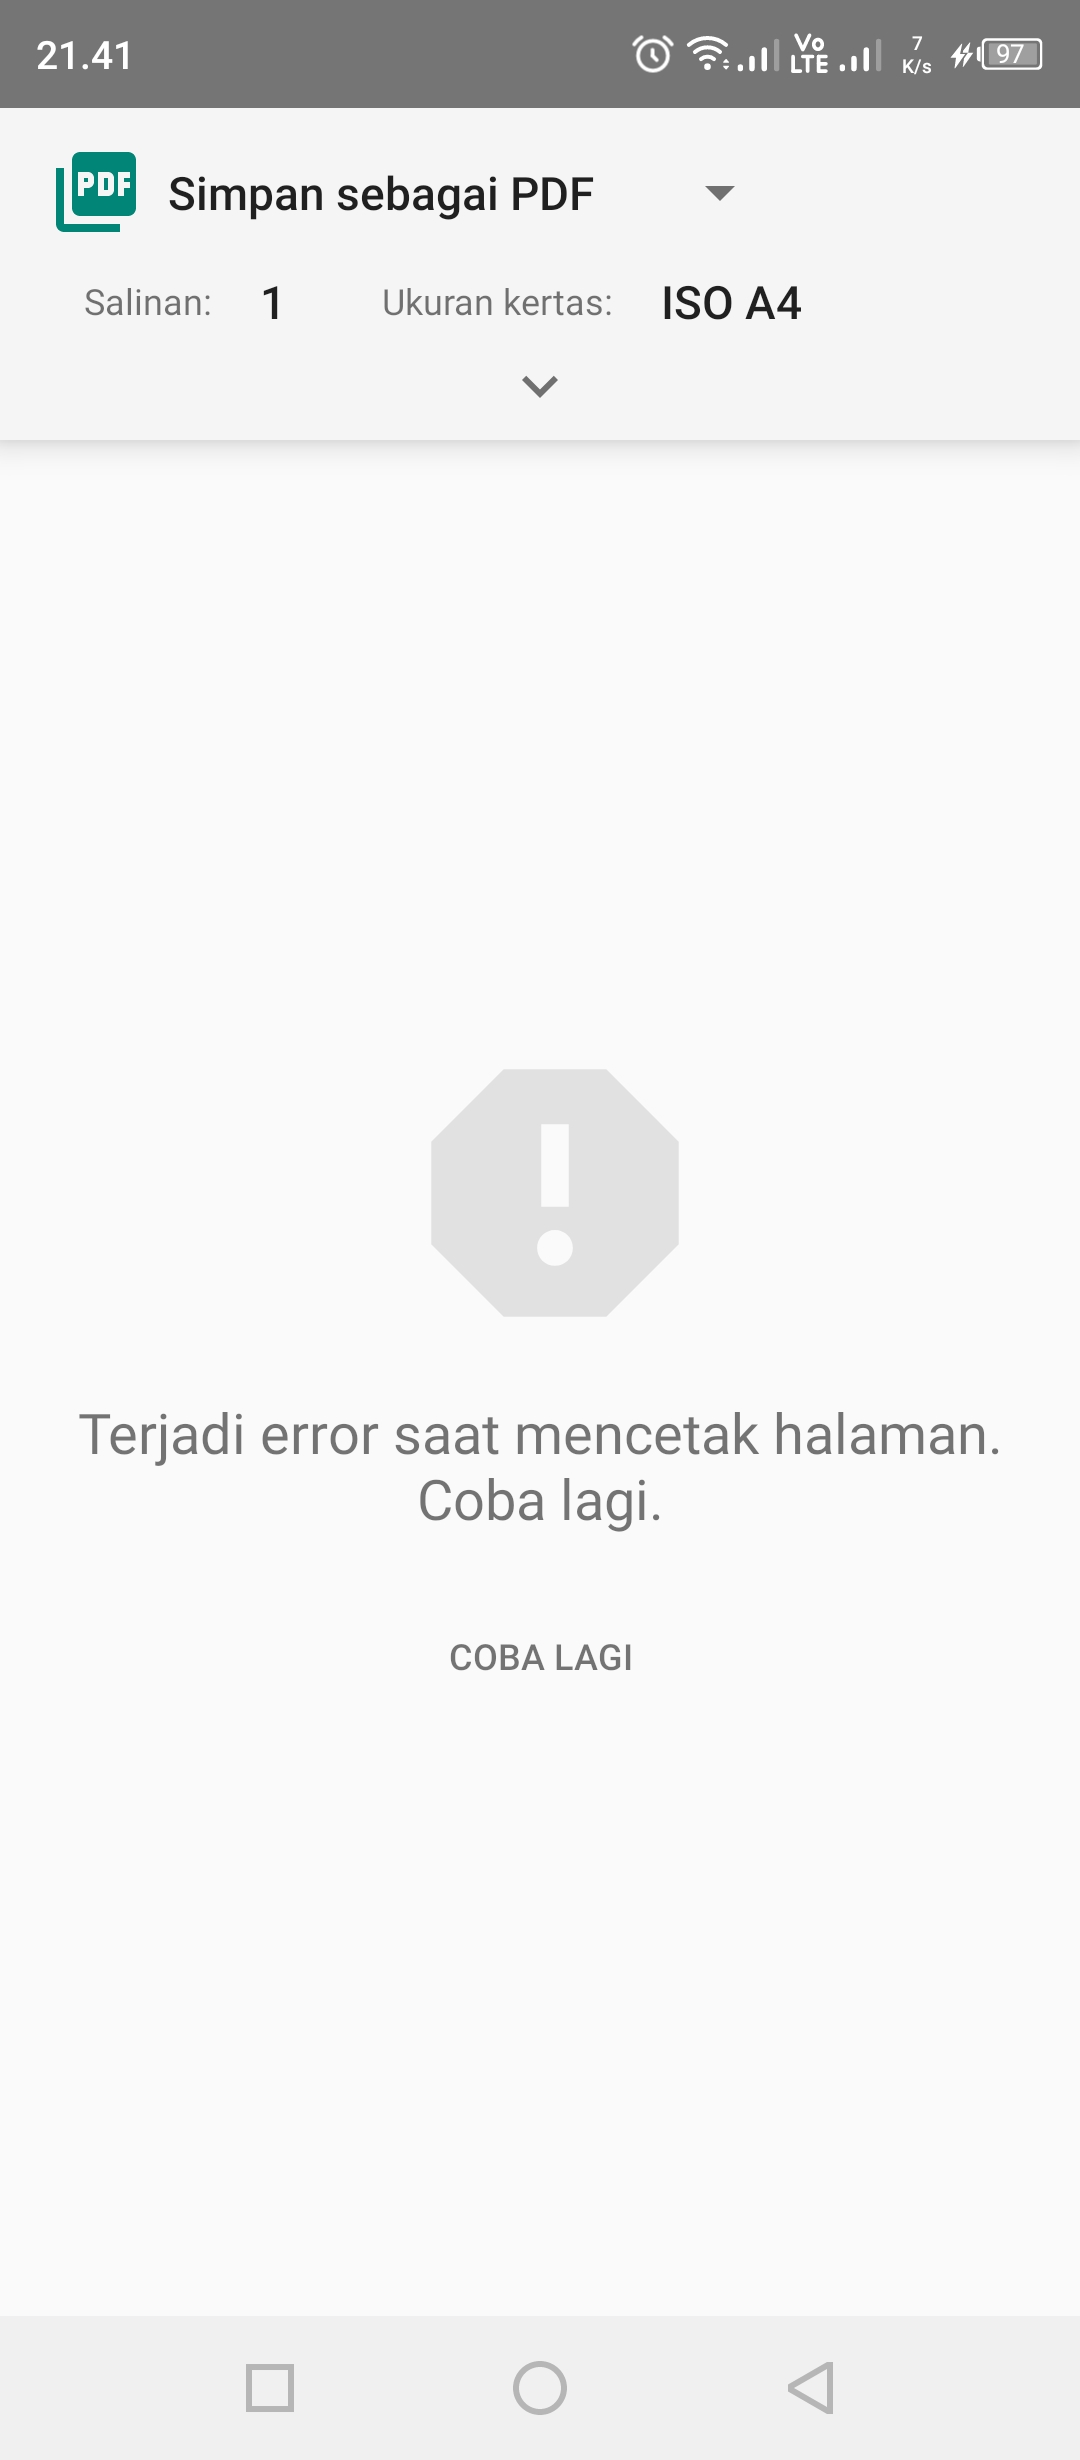 21.41
Vo LTE
7 K/s
97
PDF
Simpan sebagai PDF
Salinan: 1 Ukuran kertas: ISO A4
Terjadi error saat mencetak halaman.
Coba lagi.
COBA LAGI